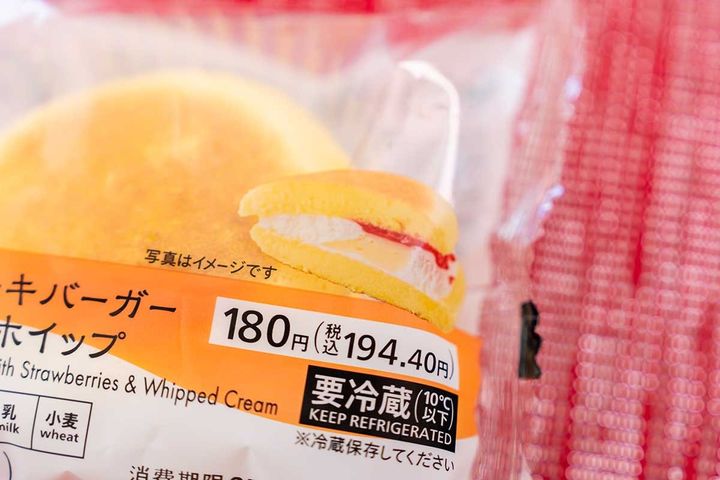 写真はイメージです
キバーガー
ホイップ
180円(税込194.40円)
ith Strawberries & Whipped Cream
要冷蔵(10℃以下)
KEEP REFRIGERATED
乳
milk
小麦
wheat
※冷蔵保存してください
消費期限